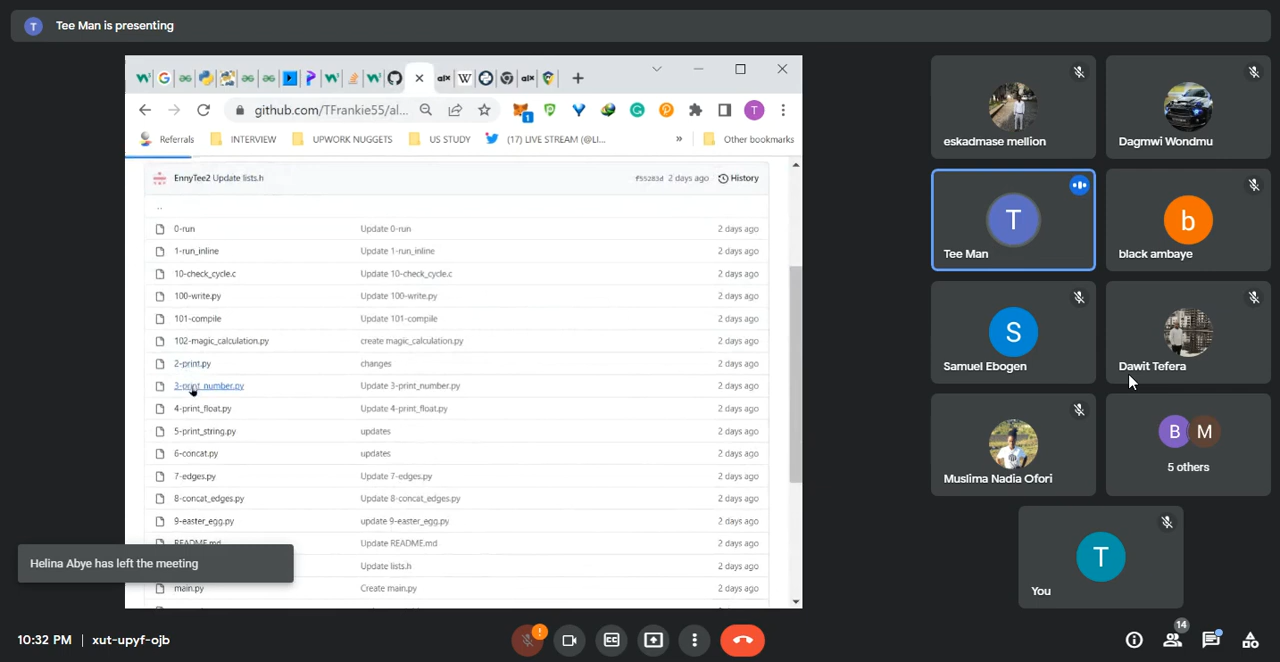 T Tee Man is presenting
github.com/TFrankie55/al...
1
T
Referrals INTERVIEW UPWORK NUGGETS US STUDY (17) LIVE STREAM (@LI... » Other bookmarks
EnnyTee2 Update lists.h f55283d 2 days ago History
..
0-run Update 0-run 2 days ago
1-run_inline Update 1-run_inline 2 days ago
10-check_cycle.c Update 10-check_cycle.c 2 days ago
100-write.py Update 100-write.py 2 days ago
101-compile Update 101-compile 2 days ago
102-magic_calculation.py create magic_calculation.py 2 days ago
2-print.py changes 2 days ago
3-print_number.py Update 3-print_number.py 2 days ago
4-print_float.py Update 4-print_float.py 2 days ago
5-print_string.py updates 2 days ago
6-concat.py updates 2 days ago
7-edges.py Update 7-edges.py 2 days ago
8-concat_edges.py Update 8-concat_edges.py 2 days ago
9-easter_egg.py update 9-easter_egg.py 2 days ago
README.md Update README.md 2 days ago
Update lists.h 2 days ago
main.py Create main.py 2 days ago
Helina Abye has left the meeting
eskadmase mellion
Dagmwi Wondmu
T
Tee Man
b
black ambaye
S
Samuel Ebogen
Dawit Tefera
Muslima Nadia Ofori
B M
5 others
T
You
10:32 PM | xut-upyf-ojb
14